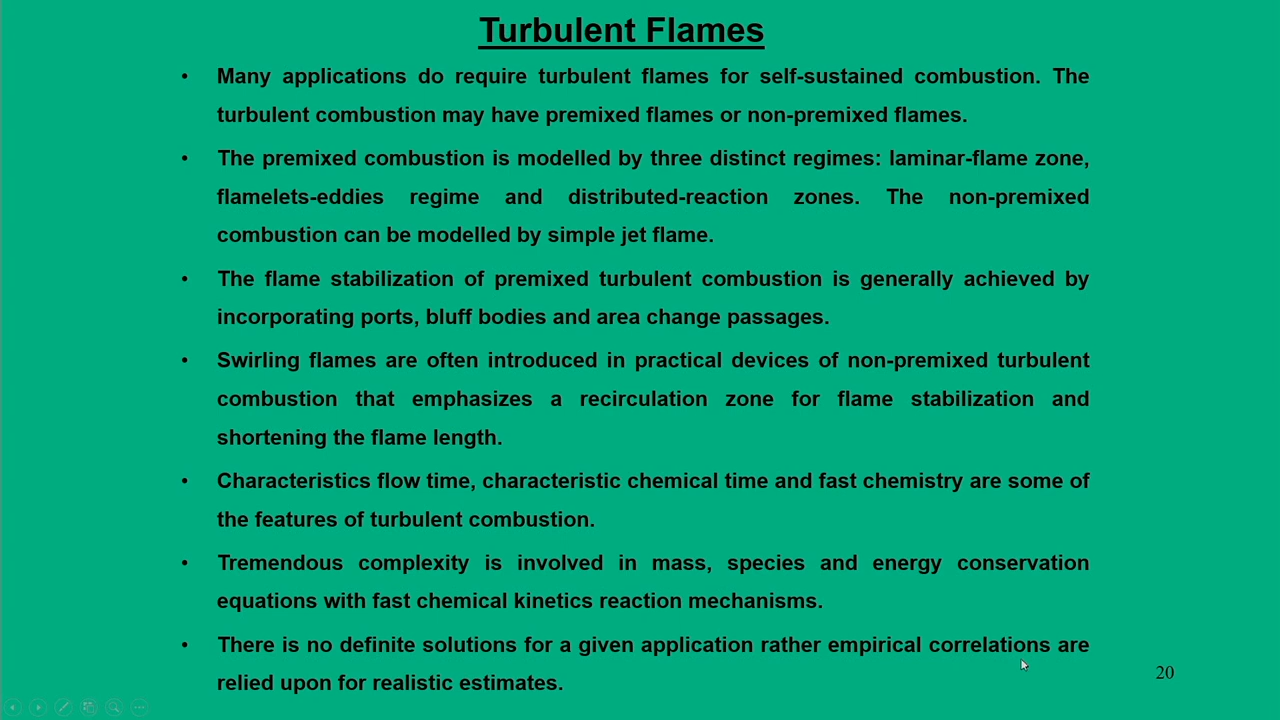 Turbulent Flames
• Many applications do require turbulent flames for self-sustained combustion. The
turbulent combustion may have premixed flames or non-premixed flames.
• The premixed combustion is modelled by three distinct regimes: laminar-flame zone,
flamelets-eddies regime and distributed-reaction zones. The non-premixed
combustion can be modelled by simple jet flame.
• The flame stabilization of premixed turbulent combustion is generally achieved by
incorporating ports, bluff bodies and area change passages.
• Swirling flames are often introduced in practical devices of non-premixed turbulent
combustion that emphasizes a recirculation zone for flame stabilization and
shortening the flame length.
• Characteristics flow time, characteristic chemical time and fast chemistry are some of
the features of turbulent combustion.
• Tremendous complexity is involved in mass, species and energy conservation
equations with fast chemical kinetics reaction mechanisms.
• There is no definite solutions for a given application rather empirical correlations are
relied upon for realistic estimates.
20